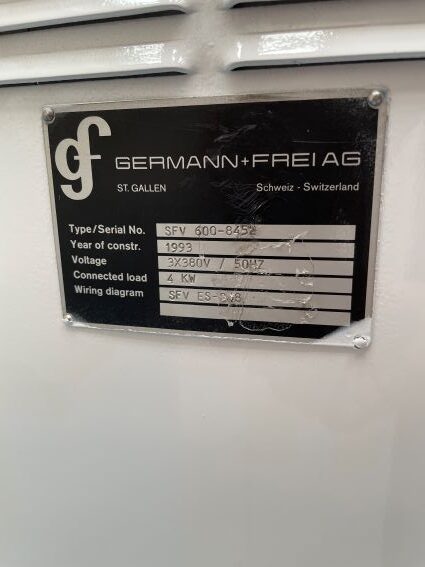 gf GERMANN+FREI AG
ST. GALLEN Schweiz - Switzerland
Type/Serial No. SFV 600-8452
Year of constr. 1993
Voltage 3X380V / 50HZ
Connected load 4 KW
Wiring diagram SFV